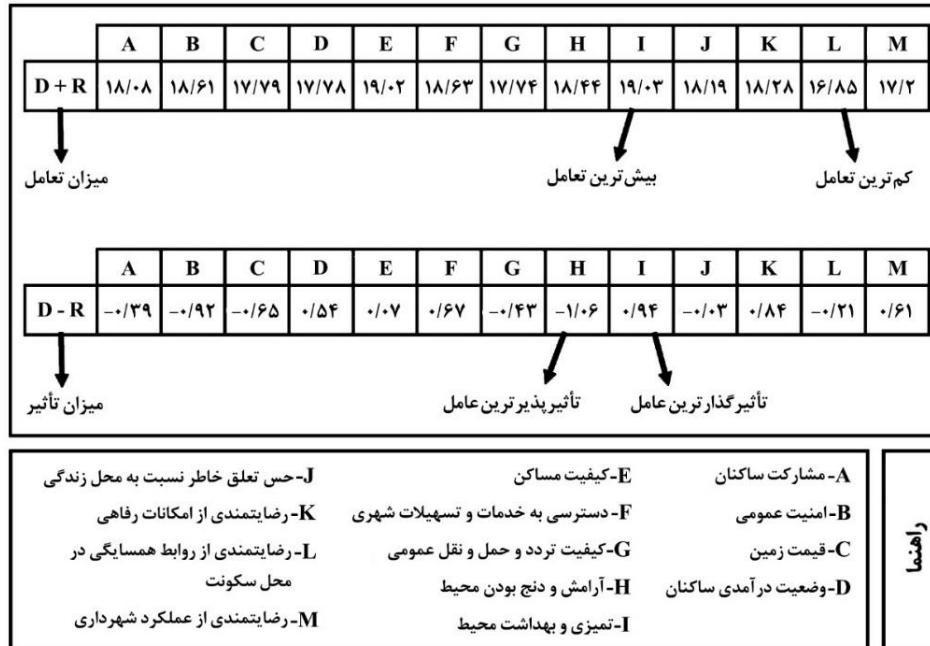 A B C D E F G H I J K L M
D + R ۱۸/۰۸ ۱۸/۶۱ ۱۷/۷۹ ۱۷/۷۸ ۱۹/۰۲ ۱۸/۶۳ ۱۷/۷۴ ۱۸/۴۴ ۱۹/۰۳ ۱۸/۱۹ ۱۸/۲۸ ۱۶/۸۵ ۱۷/۲
میزان تعامل
بیش‌ترین تعامل
کم‌ترین تعامل
A B C D E F G H I J K L M
D - R -۰/۳۹ -۰/۹۲ -۰/۶۵ ۰/۵۴ ۰/۰۷ ۰/۶۷ -۰/۴۳ -۱/۰۶ ۰/۹۴ -۰/۰۳ ۰/۸۴ -۰/۲۱ ۰/۶۱
میزان تأثیر
تأثیرپذیرترین عامل
تأثیرگذارترین عامل
راهنما
A-مشارکت ساکنان
B-امنیت عمومی
C-قیمت زمین
D-وضعیت درآمدی ساکنان
E-کیفیت مساکن
F-دسترسی به خدمات و تسهیلات شهری
G-کیفیت تردد و حمل و نقل عمومی
H-آرامش و دنج بودن محیط
I-تمیزی و بهداشت محیط
J-حس تعلق خاطر نسبت به محل زندگی
K-رضایتمندی از امکانات رفاهی
L-رضایتمندی از روابط همسایگی در
محل سکونت
M-رضایتمندی از عملکرد شهرداری